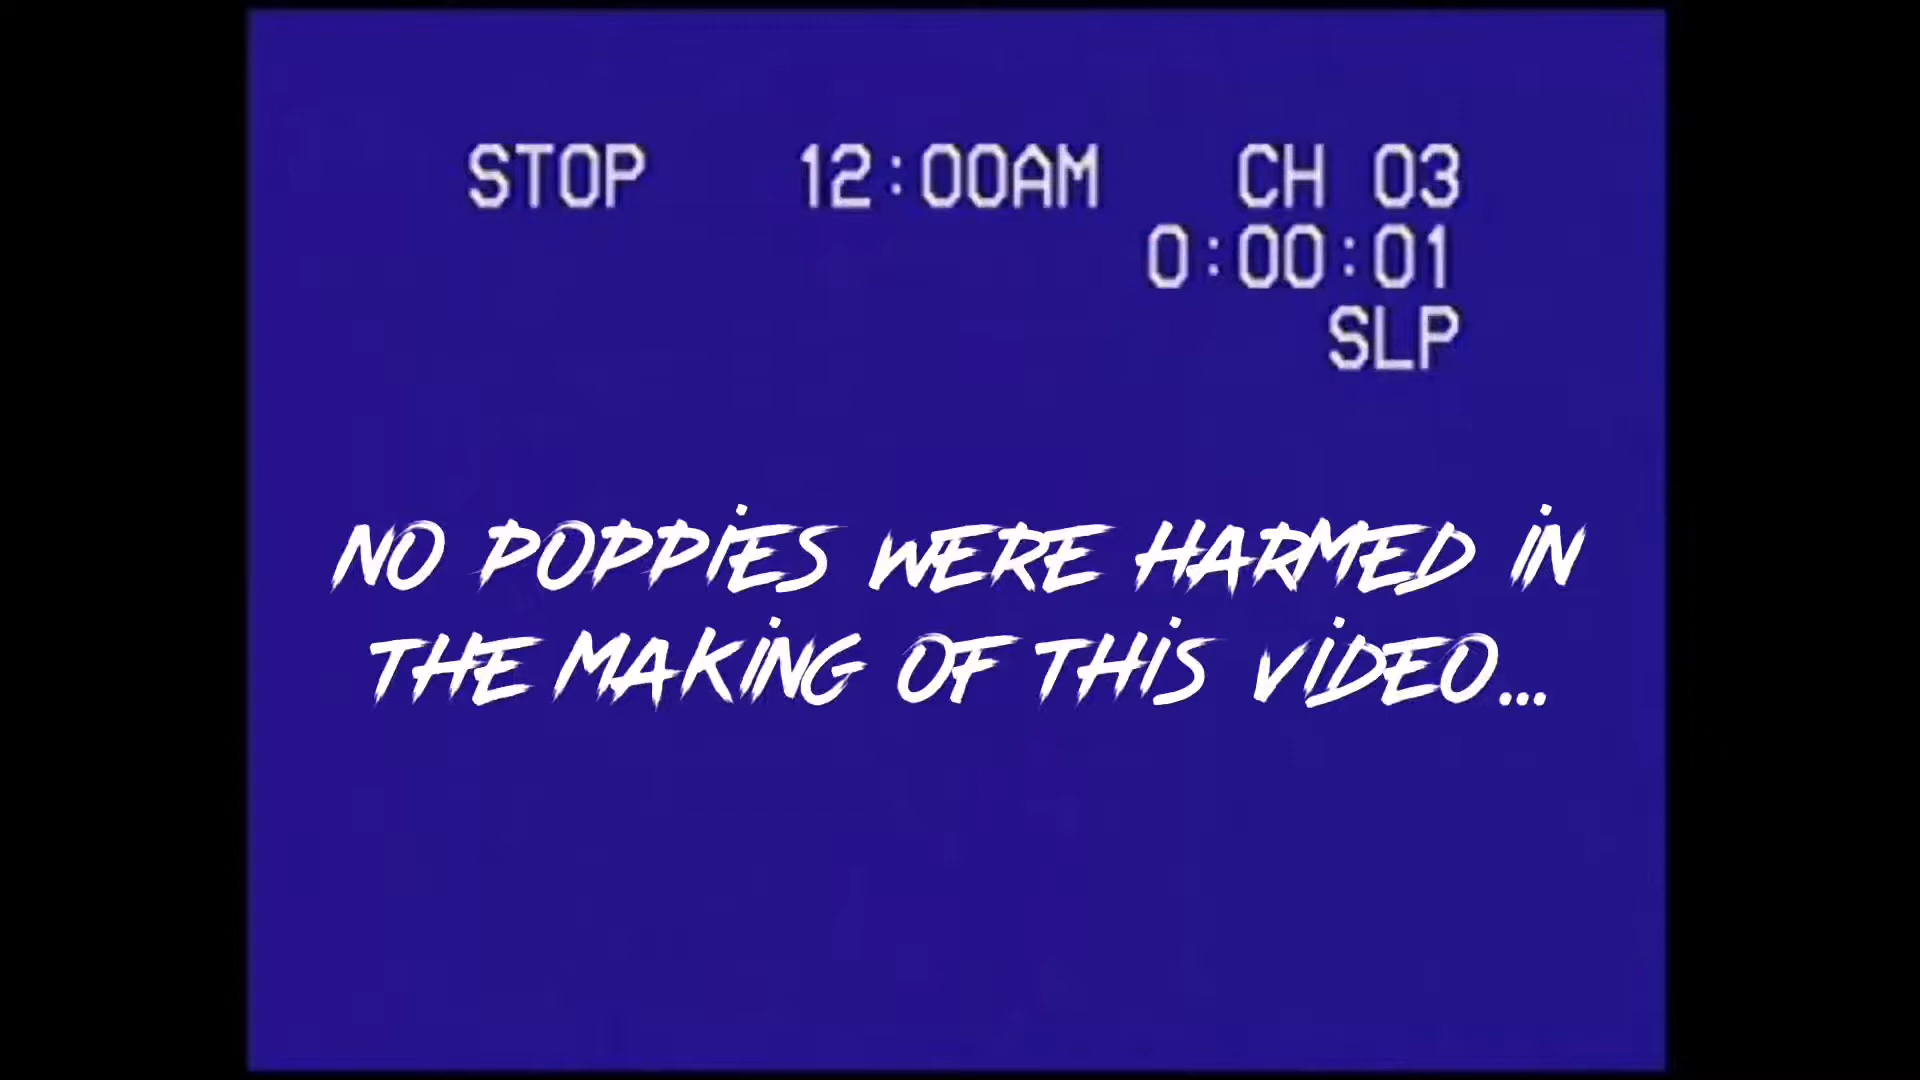 STOP 12:00AM CH 03
0:00:01
SLP
NO POPPIES WERE HARMED IN
THE MAKING OF THIS VIDEO...